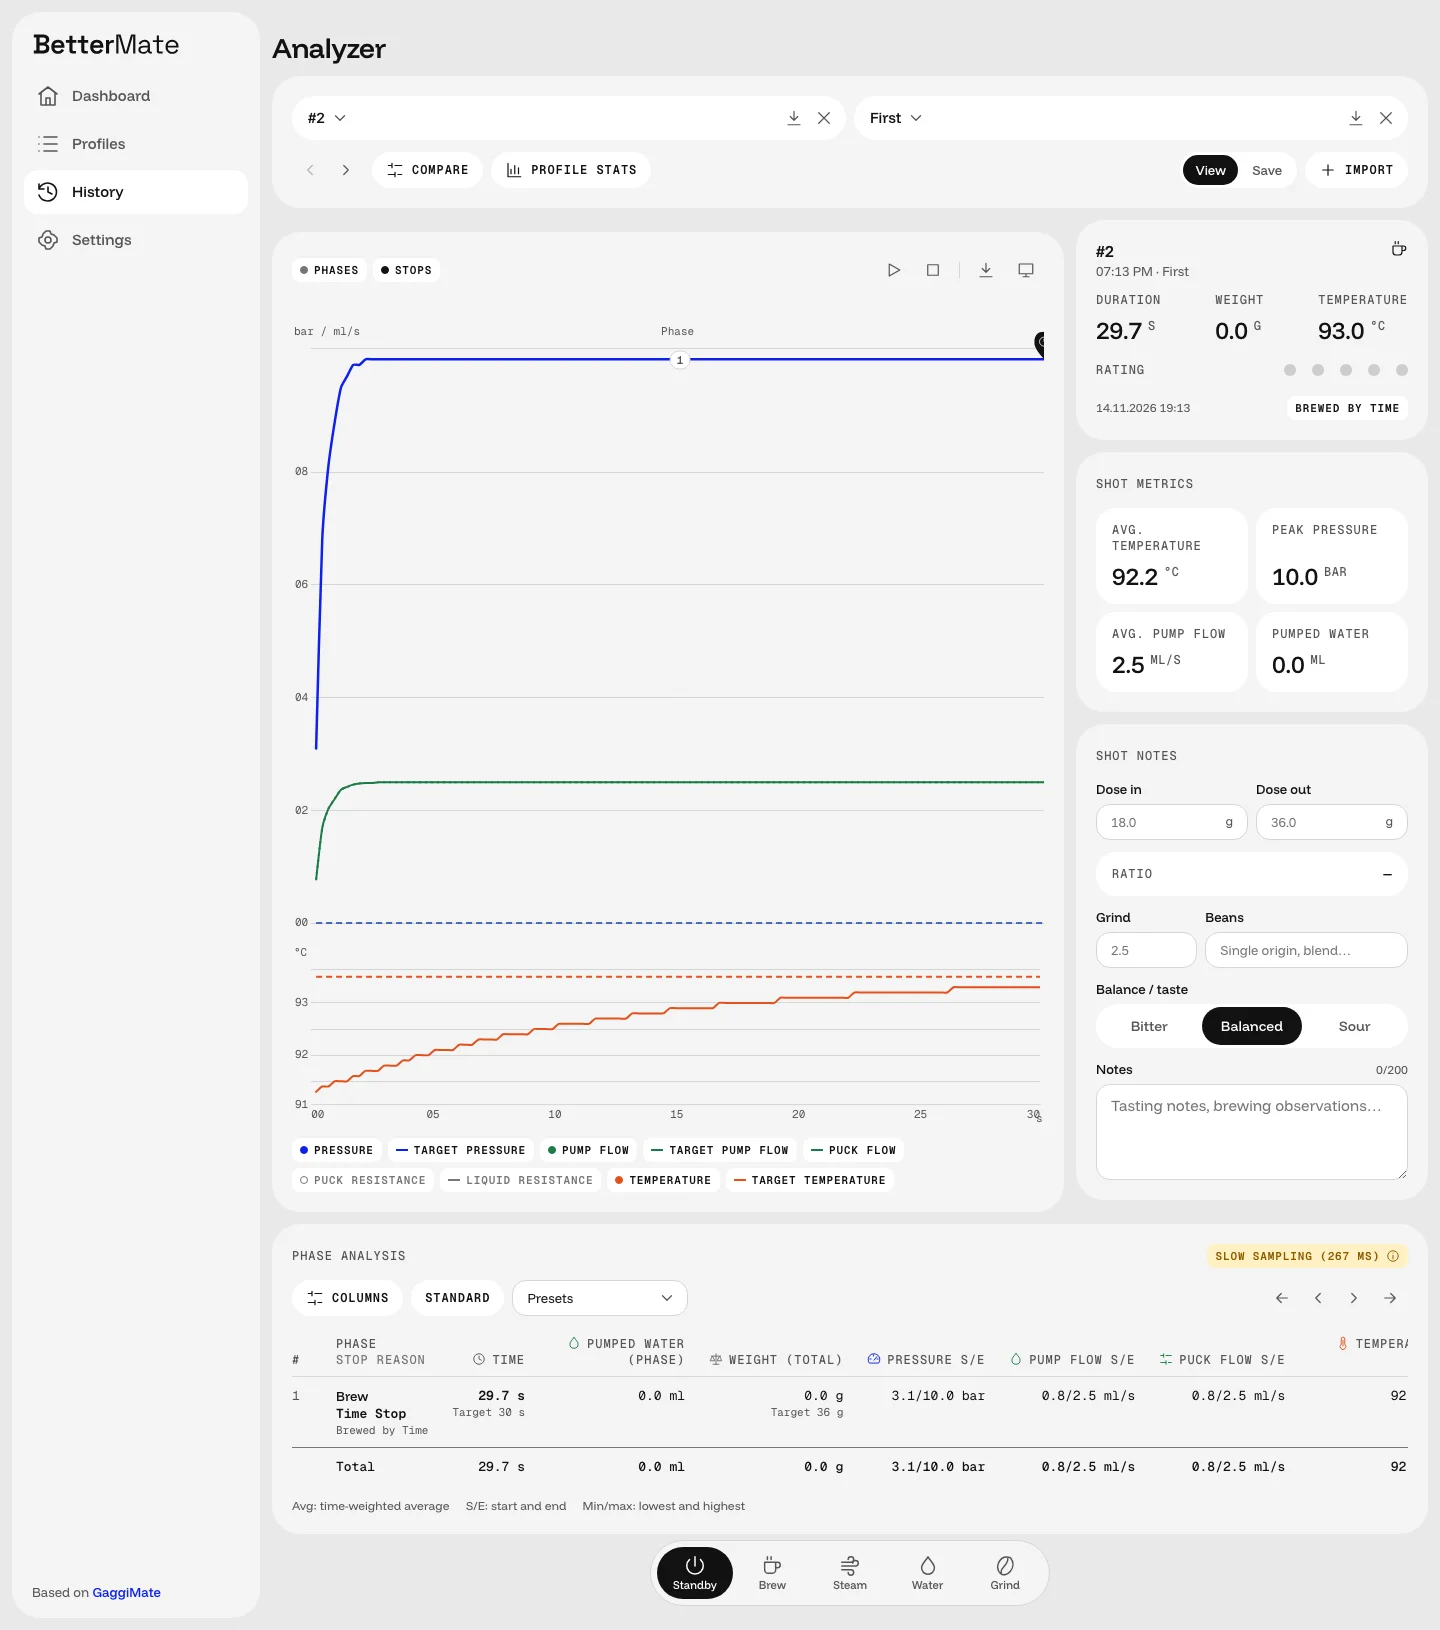 BetterMate
Dashboard
Profiles
History
Settings
Based on GaggiMate
Analyzer
#2
First
COMPARE
PROFILE STATS
View
Save
IMPORT
PHASES
STOPS
bar / ml/s
Phase
1
08
06
04
02
00
°C
93
92
91
00 05 10 15 20 25 30
s
PRESSURE
TARGET PRESSURE
PUMP FLOW
TARGET PUMP FLOW
PUCK FLOW
PUCK RESISTANCE
LIQUID RESISTANCE
TEMPERATURE
TARGET TEMPERATURE
#2
07:13 PM · First
DURATION WEIGHT TEMPERATURE
29.7 S 0.0 G 93.0 °C
RATING
14.11.2026 19:13
BREWED BY TIME
SHOT METRICS
AVG. TEMPERATURE
92.2 °C
PEAK PRESSURE
10.0 BAR
AVG. PUMP FLOW
2.5 ML/S
PUMPED WATER
0.0 ML
SHOT NOTES
Dose in
18.0 g
Dose out
36.0 g
RATIO –
Grind
2.5
Beans
Single origin, blend...
Balance / taste
Bitter Balanced Sour
Notes 0/200
Tasting notes, brewing observations...
PHASE ANALYSIS
SLOW SAMPLING (267 MS)
COLUMNS
STANDARD
Presets
# PHASE STOP REASON TIME PUMPED WATER (PHASE) WEIGHT (TOTAL) PRESSURE S/E PUMP FLOW S/E PUCK FLOW S/E TEMPERA
1 Brew 29.7 s 0.0 ml 0.0 g 3.1/10.0 bar 0.8/2.5 ml/s 0.8/2.5 ml/s 92
Time Stop Target 30 s Target 36 g
Brewed by Time
Total 29.7 s 0.0 ml 0.0 g 3.1/10.0 bar 0.8/2.5 ml/s 0.8/2.5 ml/s 92
Avg: time-weighted average S/E: start and end Min/max: lowest and highest
Standby
Brew
Steam
Water
Grind